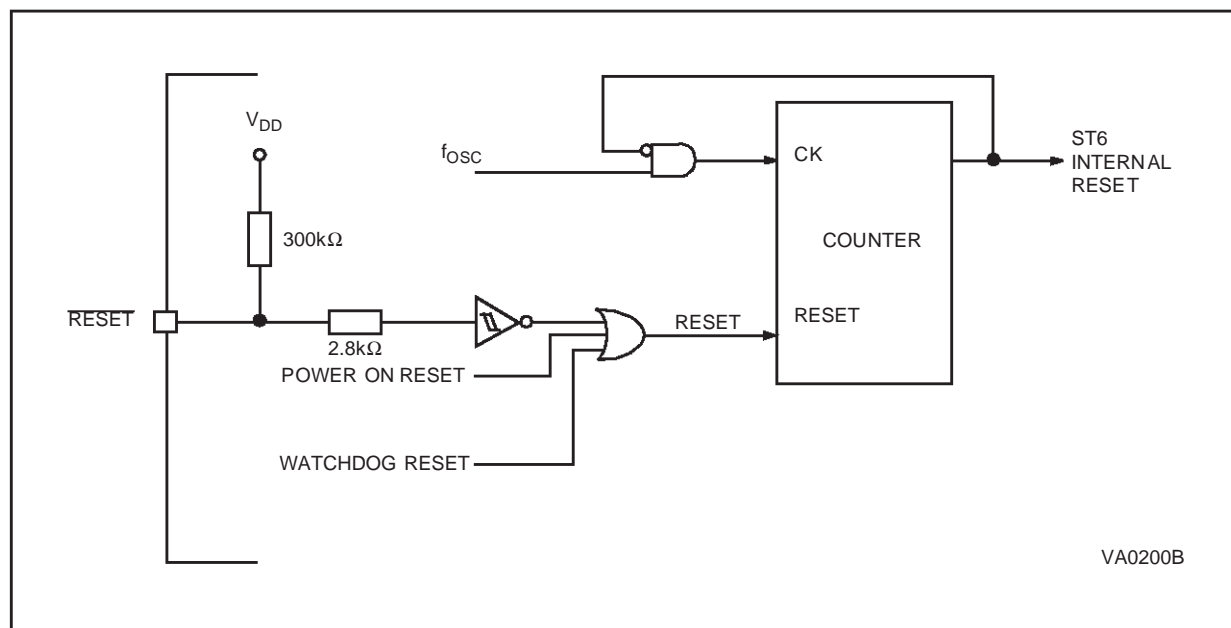 V_DD
f_OSC
CK
ST6
INTERNAL
RESET
300kΩ
COUNTER
RESET
RESET
RESET
2.8kΩ
POWER ON RESET
WATCHDOG RESET
VA0200B